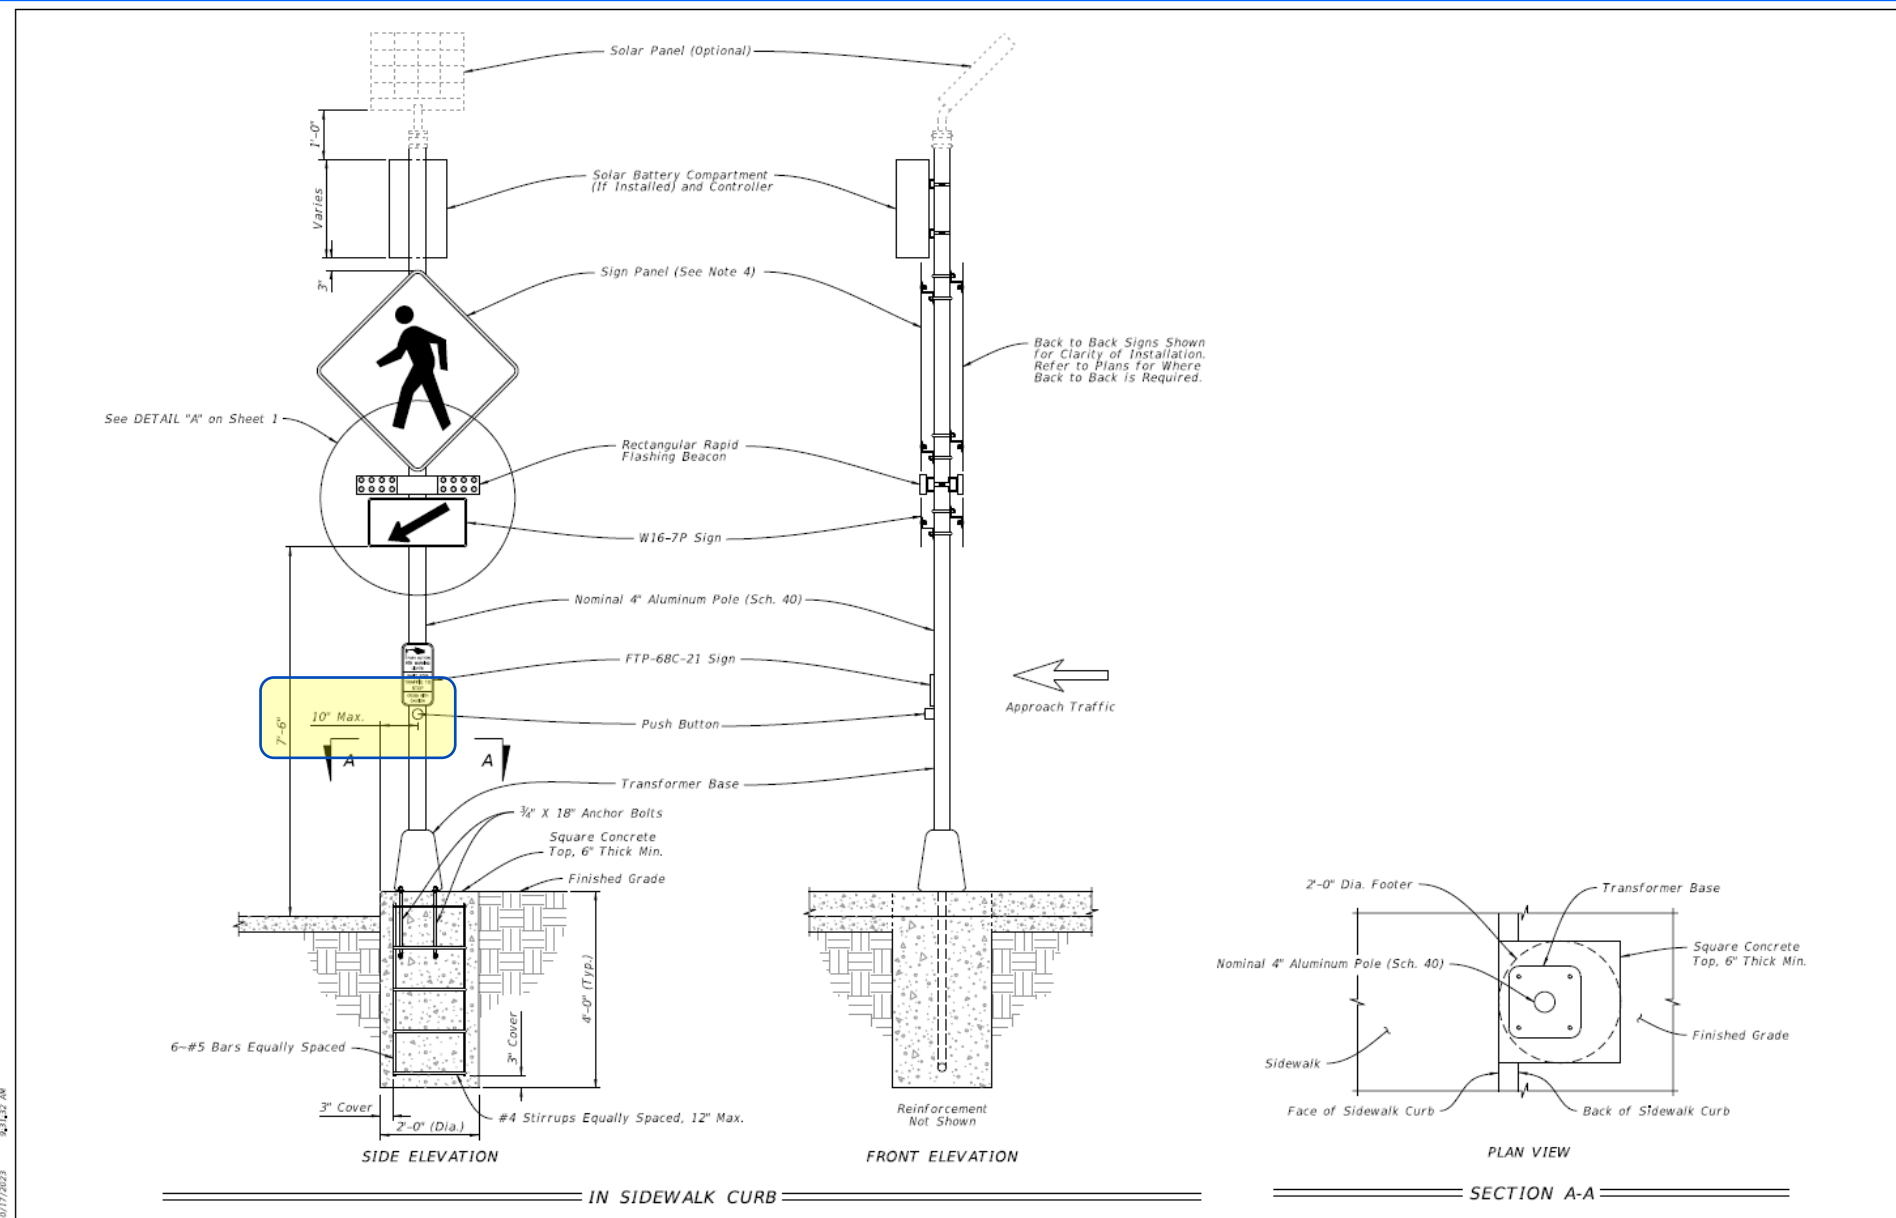 Solar Panel (Optional)
1'-0"
Solar Battery Compartment
(If Installed) and Controller
Varies
Sign Panel (See Note 4)
3"
Back to Back Signs Shown
for Clarity of Installation.
Refer to Plans for Where
Back to Back is Required.
See DETAIL "A" on Sheet 1
Rectangular Rapid
Flashing Beacon
W16-7P Sign
Nominal 4" Aluminum Pole (Sch. 40)
FTP-68C-21 Sign
Approach Traffic
10" Max.
Push Button
7'-6"
A
A
Transformer Base
¾" X 18" Anchor Bolts
Square Concrete
Top, 6" Thick Min.
Finished Grade
4'-0" (Typ.)
3" Cover
6~#5 Bars Equally Spaced
3" Cover
#4 Stirrups Equally Spaced, 12" Max.
2'-0" (Dia.)
Reinforcement
Not Shown
SIDE ELEVATION
FRONT ELEVATION
IN SIDEWALK CURB
2'-0" Dia. Footer
Transformer Base
Square Concrete
Top, 6" Thick Min.
Nominal 4" Aluminum Pole (Sch. 40)
Finished Grade
Sidewalk
Face of Sidewalk Curb
Back of Sidewalk Curb
PLAN VIEW
SECTION A-A
9:31:32 AM
0/17/2023